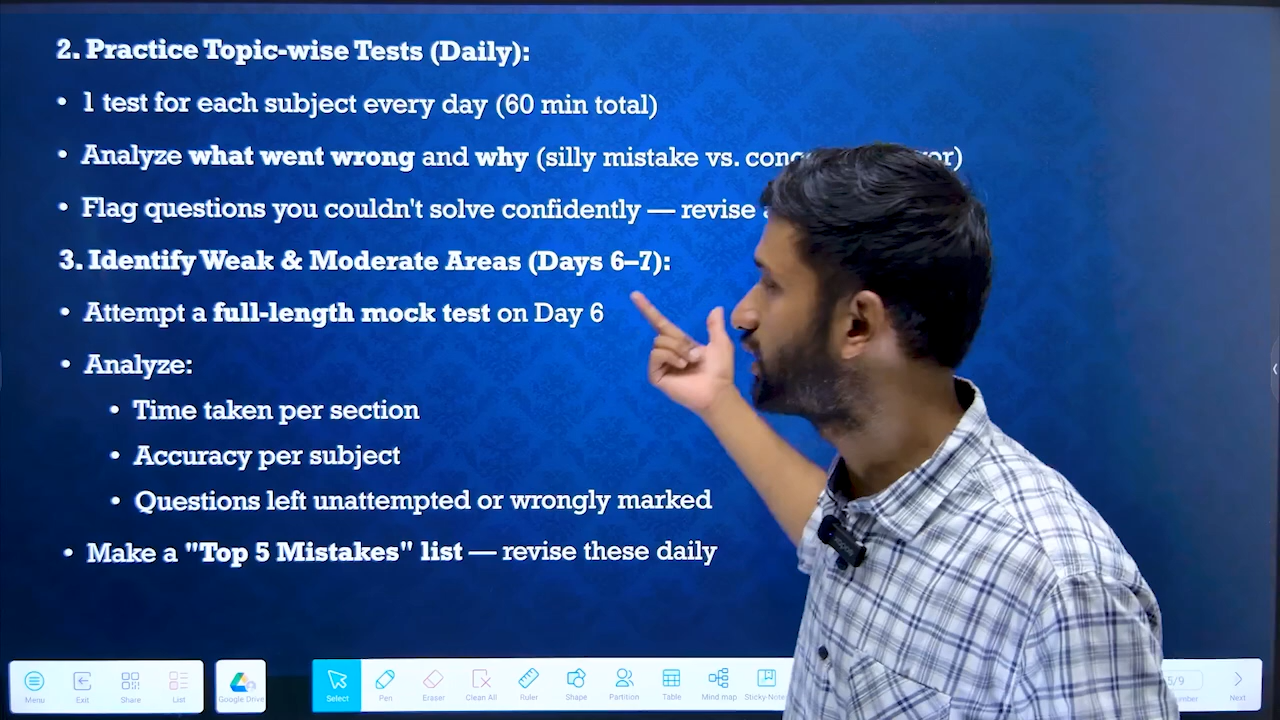 2. Practice Topic-wise Tests (Daily):
• 1 test for each subject every day (60 min total)
• Analyze what went wrong and why (silly mistake vs.
• Flag questions you couldn't solve confidently — revise
3. Identify Weak & Moderate Areas (Days 6–7):
• Attempt a full-length mock test on Day 6
• Analyze:
• Time taken per section
• Accuracy per subject
• Questions left unattempted or wrongly marked
• Make a "Top 5 Mistakes" list — revise these daily
Menu Exit Share List Google Drive Select Pen Eraser Clean All Ruler Shape Partition Table Mind map Sticky Note 5/9 Next